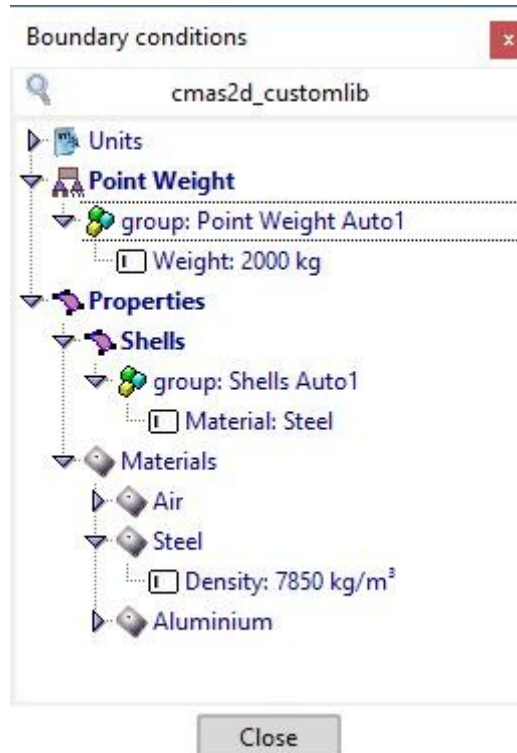 Boundary conditions
x
cmas2d_customlib
Units
Point Weight
group: Point Weight Auto1
Weight: 2000 kg
Properties
Shells
group: Shells Auto1
Material: Steel
Materials
Air
Steel
Density: 7850 kg/m³
Aluminium
Close